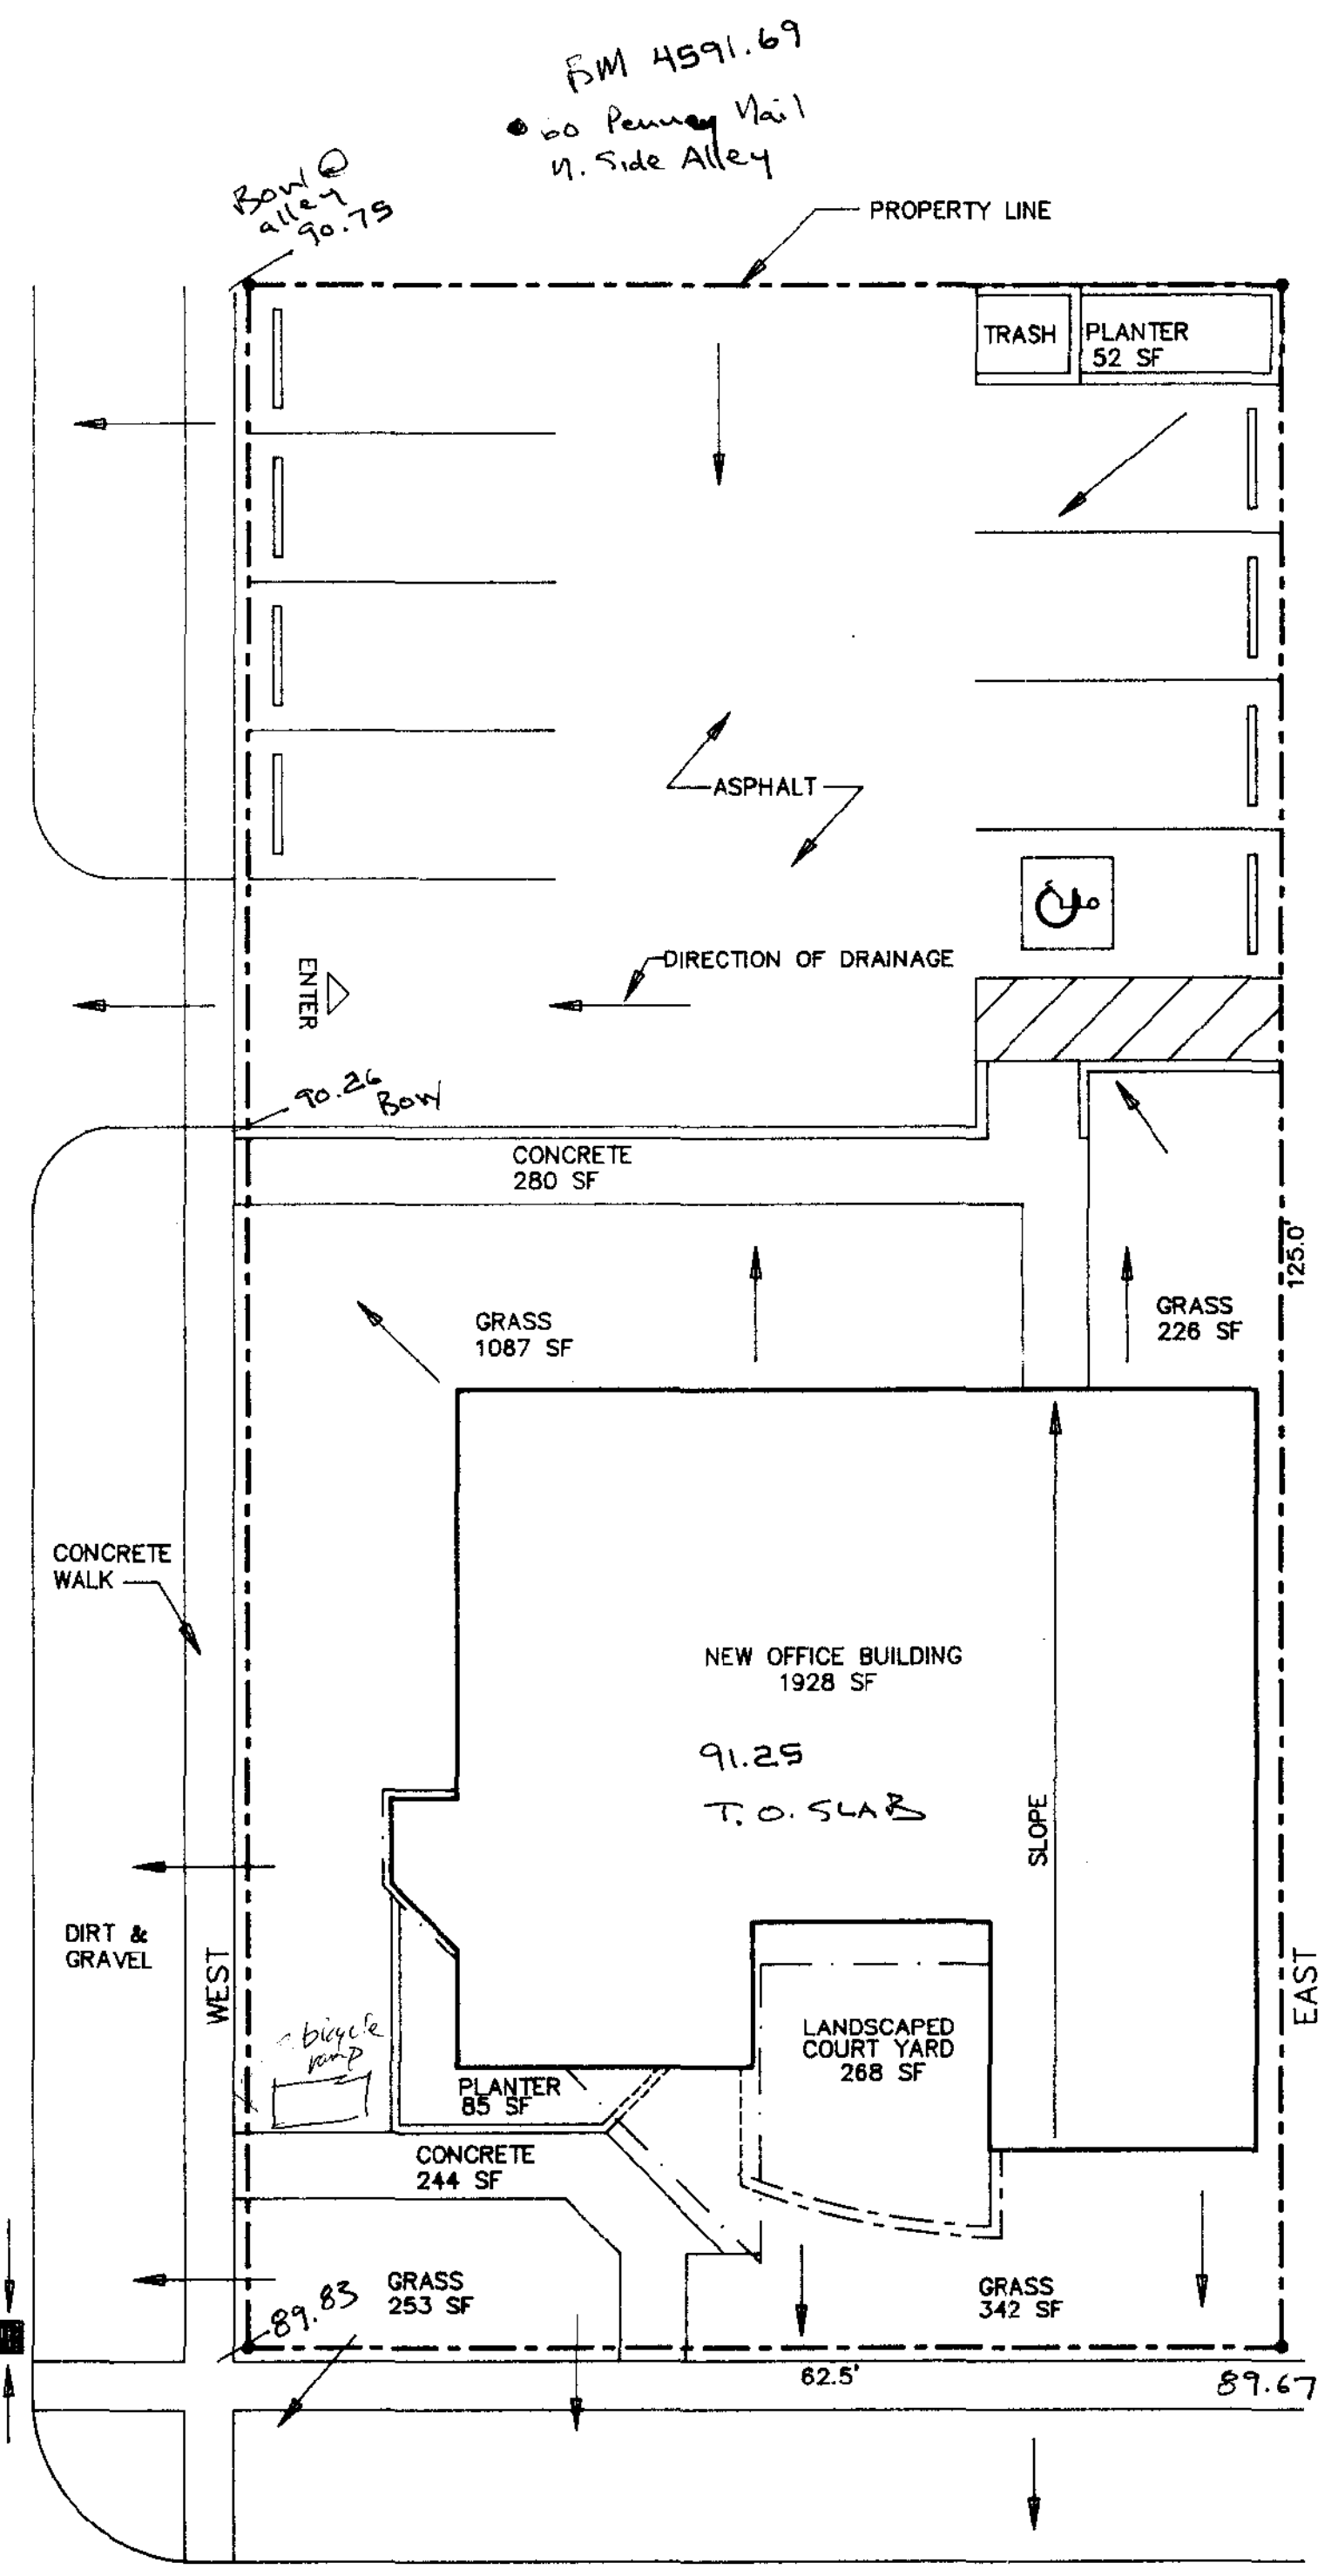 BM 4591.69
60 Penney Nail
N. Side Alley
BOW @
alley
90.75
PROPERTY LINE
TRASH
PLANTER
52 SF
ASPHALT
ENTER
DIRECTION OF DRAINAGE
90.26
BOW
CONCRETE
280 SF
125.0'
GRASS
1087 SF
GRASS
226 SF
CONCRETE
WALK
NEW OFFICE BUILDING
1928 SF
91.25
T.O. SLAB
SLOPE
DIRT &
GRAVEL
WEST
EAST
bicycle
ramp
LANDSCAPED
COURT YARD
268 SF
PLANTER
85 SF
CONCRETE
244 SF
GRASS
253 SF
89.83
GRASS
342 SF
62.5'
89.67